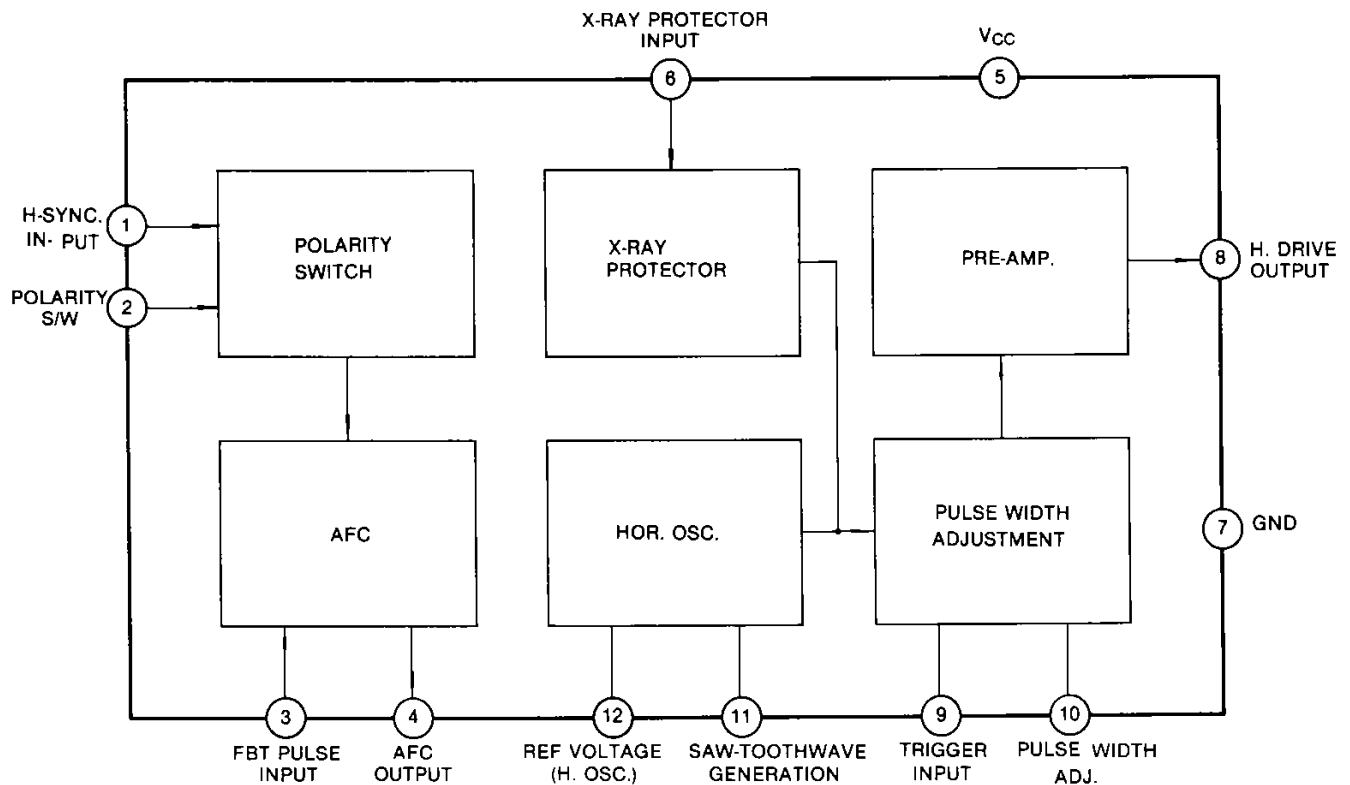 X-RAY PROTECTOR
INPUT
VCC
6
5
H-SYNC.
IN- PUT
1
POLARITY
S/W
2
POLARITY
SWITCH
X-RAY
PROTECTOR
PRE-AMP.
8
H. DRIVE
OUTPUT
AFC
HOR. OSC.
PULSE WIDTH
ADJUSTMENT
7
GND
3
4
12
11
9
10
FBT PULSE
INPUT
AFC
OUTPUT
REF VOLTAGE
(H. OSC.)
SAW-TOOTHWAVE
GENERATION
TRIGGER
INPUT
PULSE WIDTH
ADJ.